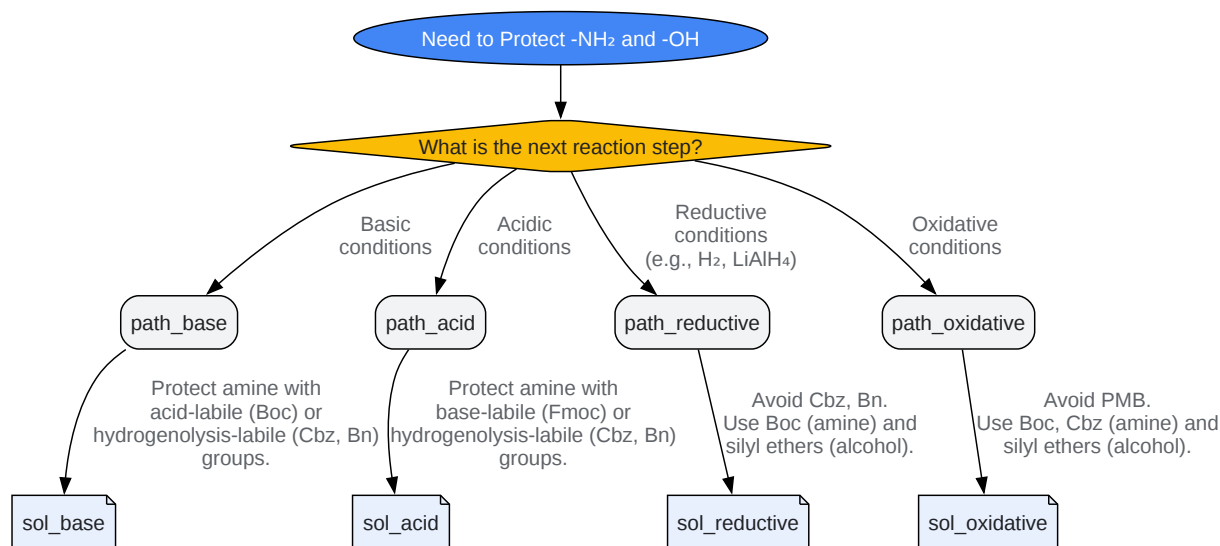 Need to Protect -NH₂ and -OH
What is the next reaction step?
Basic
conditions
Acidic
conditions
Reductive
conditions
(e.g., H₂, LiAlH₄)
Oxidative
conditions
path_base
path_acid
path_reductive
path_oxidative
Protect amine with
acid-labile (Boc) or
hydrogenolysis-labile (Cbz, Bn)
groups.
Protect amine with
base-labile (Fmoc) or
hydrogenolysis-labile (Cbz, Bn)
groups.
Avoid Cbz, Bn.
Use Boc (amine) and
silyl ethers (alcohol).
Avoid PMB.
Use Boc, Cbz (amine) and
silyl ethers (alcohol).
sol_base
sol_acid
sol_reductive
sol_oxidative